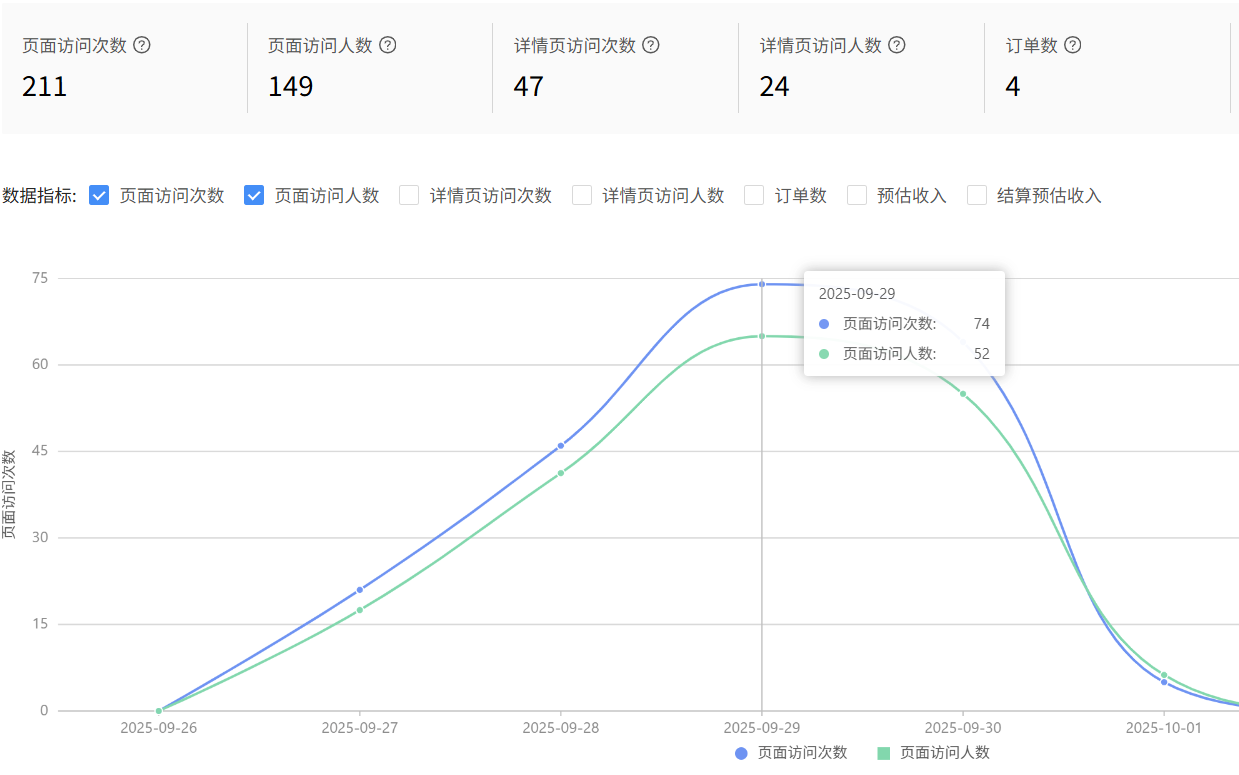 页面访问次数 页面访问人数 详情页访问次数 详情页访问人数 订单数
211 149 47 24 4
数据指标: 页面访问次数 页面访问人数 详情页访问次数 详情页访问人数 订单数 预估收入 结算预估收入
75
2025-09-29
页面访问次数: 74
页面访问人数: 52
60
45
页面访问次数
30
15
0
2025-09-26 2025-09-27 2025-09-28 2025-09-29 2025-09-30 2025-10-01
页面访问次数 页面访问人数